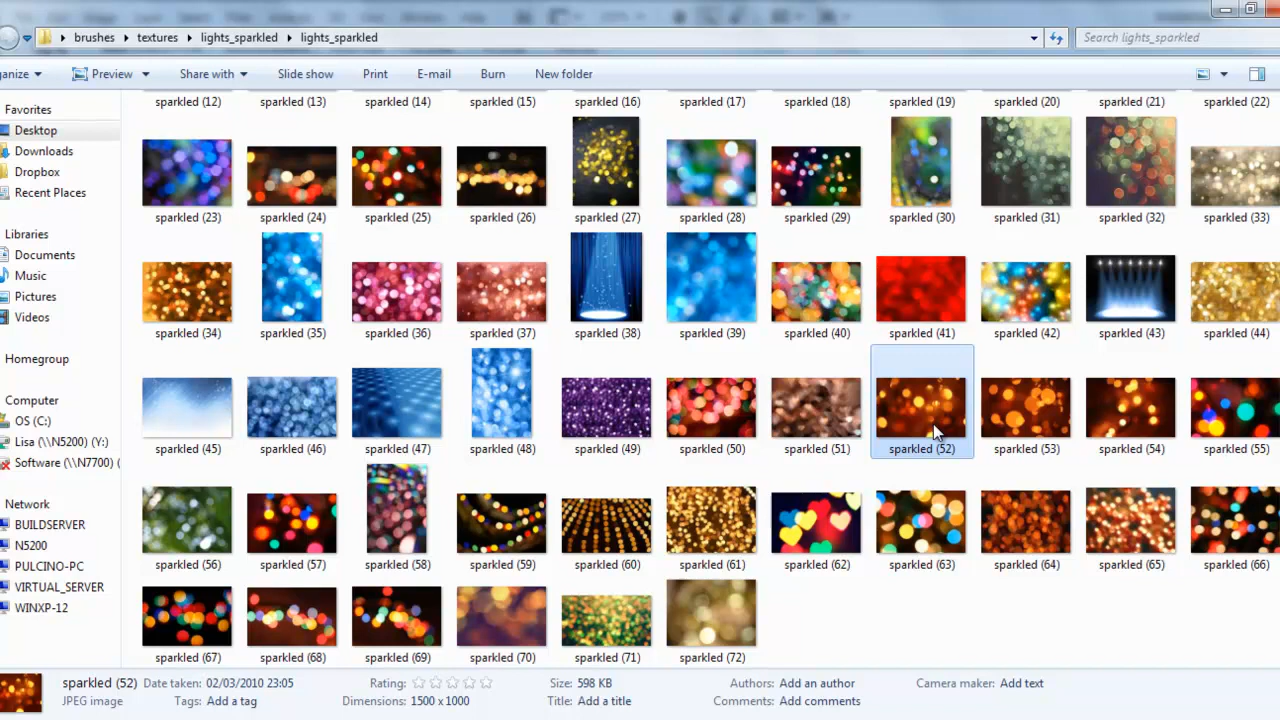 brushes textures lights_sparkled lights_sparkled Search lights_sparkled
anize Preview Share with Slide show Print E-mail Burn New folder
Favorites
Desktop
Downloads
Dropbox
Recent Places
Libraries
Documents
Music
Pictures
Videos
Homegroup
Computer
OS (C:)
Lisa (\\N5200) (Y:)
Software (\\N7700) (
Network
BUILDSERVER
N5200
PULCINO-PC
VIRTUAL_SERVER
WINXP-12
sparkled (12) sparkled (13) sparkled (14) sparkled (15) sparkled (16) sparkled (17) sparkled (18) sparkled (19) sparkled (20) sparkled (21) sparkled (22)
sparkled (23) sparkled (24) sparkled (25) sparkled (26) sparkled (27) sparkled (28) sparkled (29) sparkled (30) sparkled (31) sparkled (32) sparkled (33)
sparkled (34) sparkled (35) sparkled (36) sparkled (37) sparkled (38) sparkled (39) sparkled (40) sparkled (41) sparkled (42) sparkled (43) sparkled (44)
sparkled (45) sparkled (46) sparkled (47) sparkled (48) sparkled (49) sparkled (50) sparkled (51) sparkled (52) sparkled (53) sparkled (54) sparkled (55)
sparkled (56) sparkled (57) sparkled (58) sparkled (59) sparkled (60) sparkled (61) sparkled (62) sparkled (63) sparkled (64) sparkled (65) sparkled (66)
sparkled (67) sparkled (68) sparkled (69) sparkled (70) sparkled (71) sparkled (72)
sparkled (52) Date taken: 02/03/2010 23:05 Rating: Size: 598 KB Authors: Add an author Camera maker: Add text
JPEG image Tags: Add a tag Dimensions: 1500 x 1000 Title: Add a title Comments: Add comments